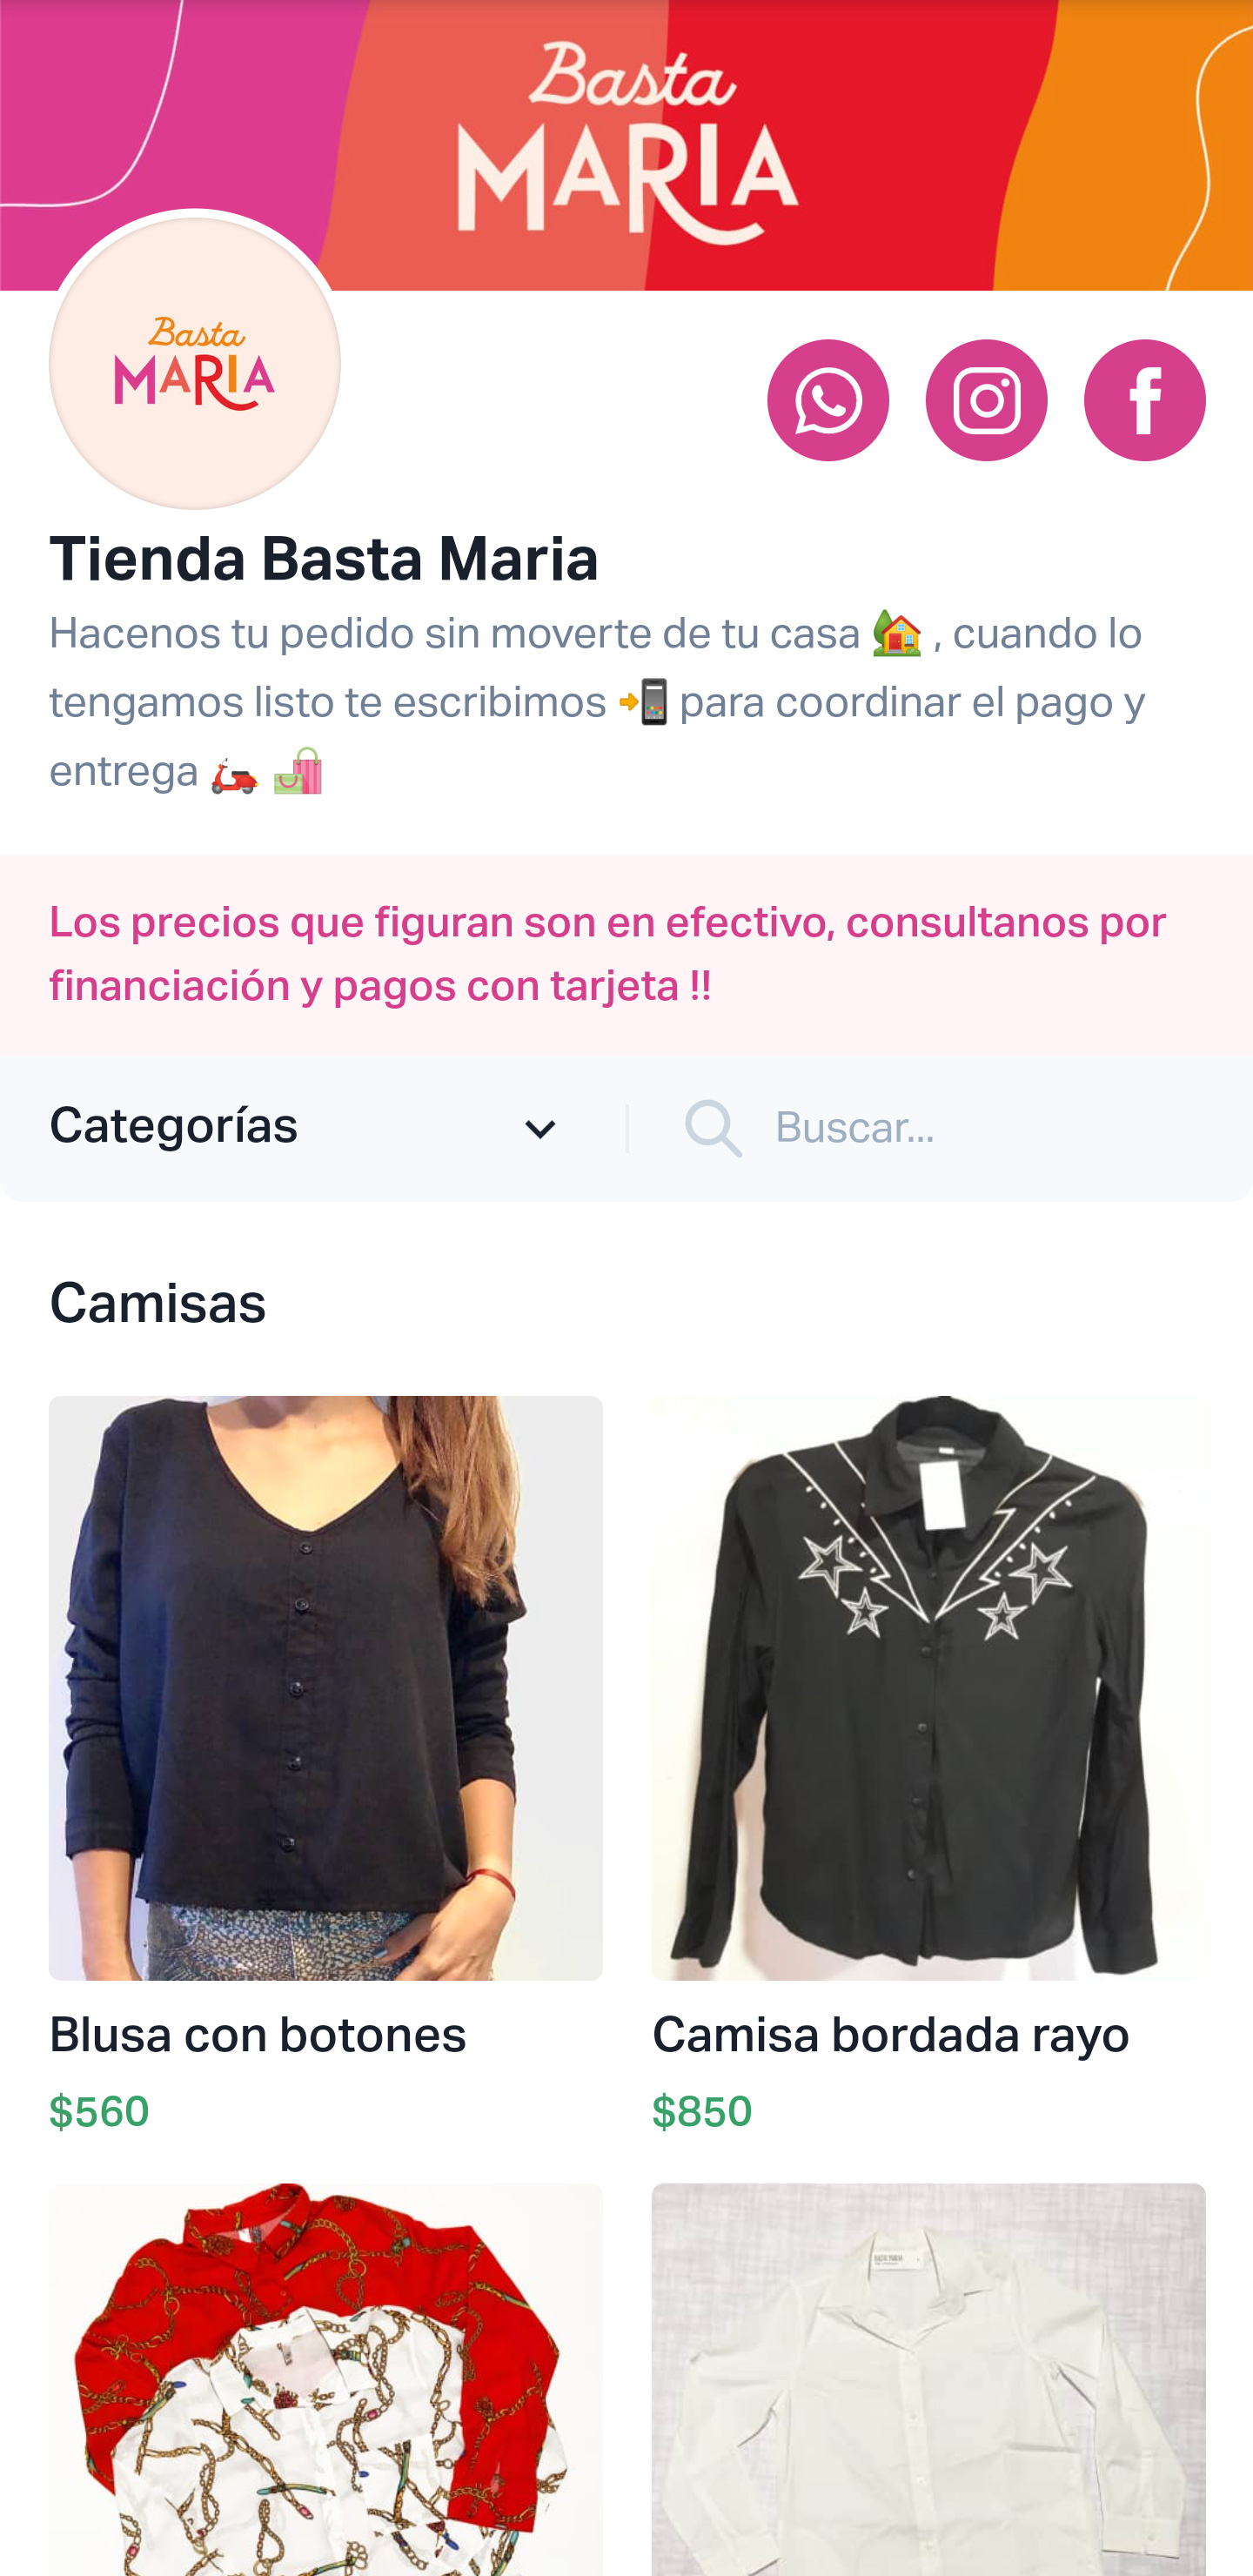 Basta
MARIA
Basta
MARIA
Tienda Basta Maria
Hacenos tu pedido sin moverte de tu casa 🏡 , cuando lo
tengamos listo te escribimos 📲 para coordinar el pago y
entrega 🛵 🛍️
Los precios que figuran son en efectivo, consultanos por
financiación y pagos con tarjeta !!
Categorías
Buscar...
Camisas
Blusa con botones
Camisa bordada rayo
$560
$850